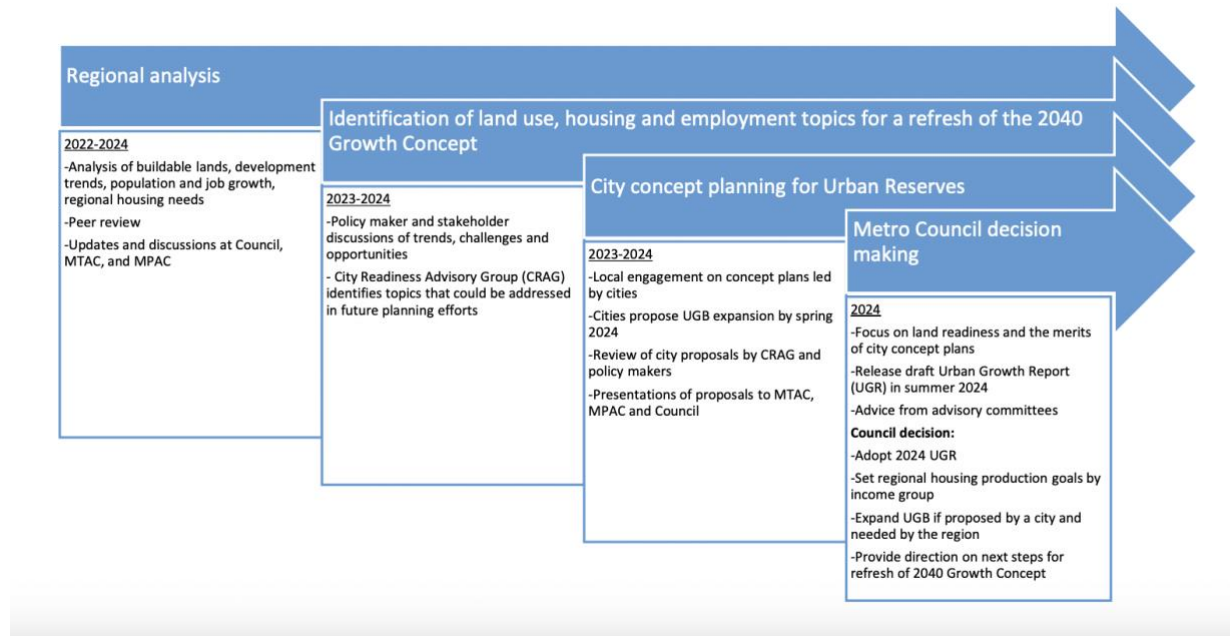 Regional analysis
2022-2024
-Analysis of buildable lands, development
trends, population and job growth,
regional housing needs
-Peer review
-Updates and discussions at Council,
MTAC, and MPAC
Identification of land use, housing and employment topics for a refresh of the 2040
Growth Concept
2023-2024
-Policy maker and stakeholder
discussions of trends, challenges and
opportunities
- City Readiness Advisory Group (CRAG)
identifies topics that could be addressed
in future planning efforts
City concept planning for Urban Reserves
2023-2024
-Local engagement on concept plans led
by cities
-Cities propose UGB expansion by spring
2024
-Review of city proposals by CRAG and
policy makers
-Presentations of proposals to MTAC,
MPAC and Council
Metro Council decision
making
2024
-Focus on land readiness and the merits
of city concept plans
-Release draft Urban Growth Report
(UGR) in summer 2024
-Advice from advisory committees
Council decision:
-Adopt 2024 UGR
-Set regional housing production goals by
income group
-Expand UGB if proposed by a city and
needed by the region
-Provide direction on next steps for
refresh of 2040 Growth Concept